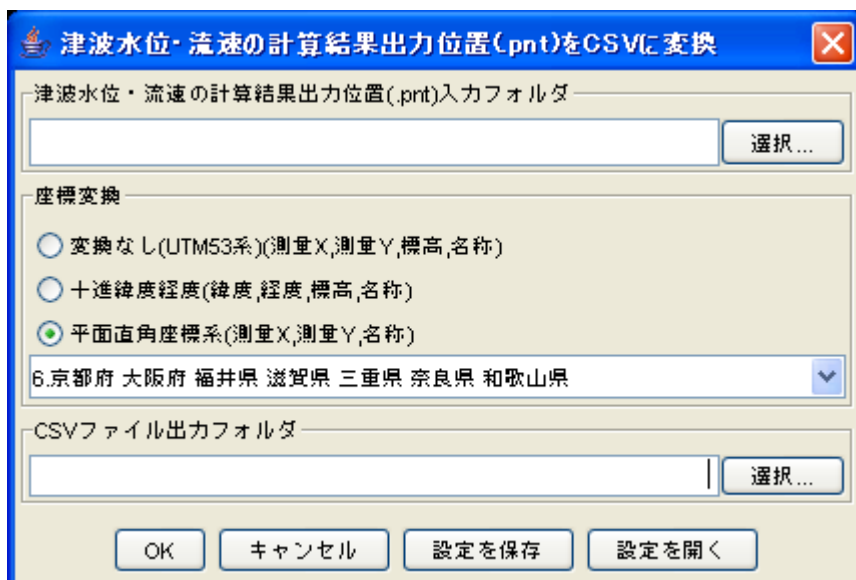 津波水位・流速の計算結果出力位置(.pnt)をCSVに変換
津波水位・流速の計算結果出力位置(.pnt)入力フォルダ
選択...
座標変換
変換なし(UTM53系)(測量X,測量Y,標高,名称)
十進緯度経度(緯度,経度,標高,名称)
平面直角座標系(測量X,測量Y,名称)
6.京都府 大阪府 福井県 滋賀県 三重県 奈良県 和歌山県
CSVファイル出力フォルダ
選択...
OK キャンセル 設定を保存 設定を開く